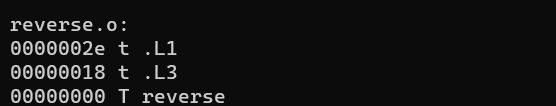 reverse.o:
0000002e t .L1
00000018 t .L3
00000000 T reverse